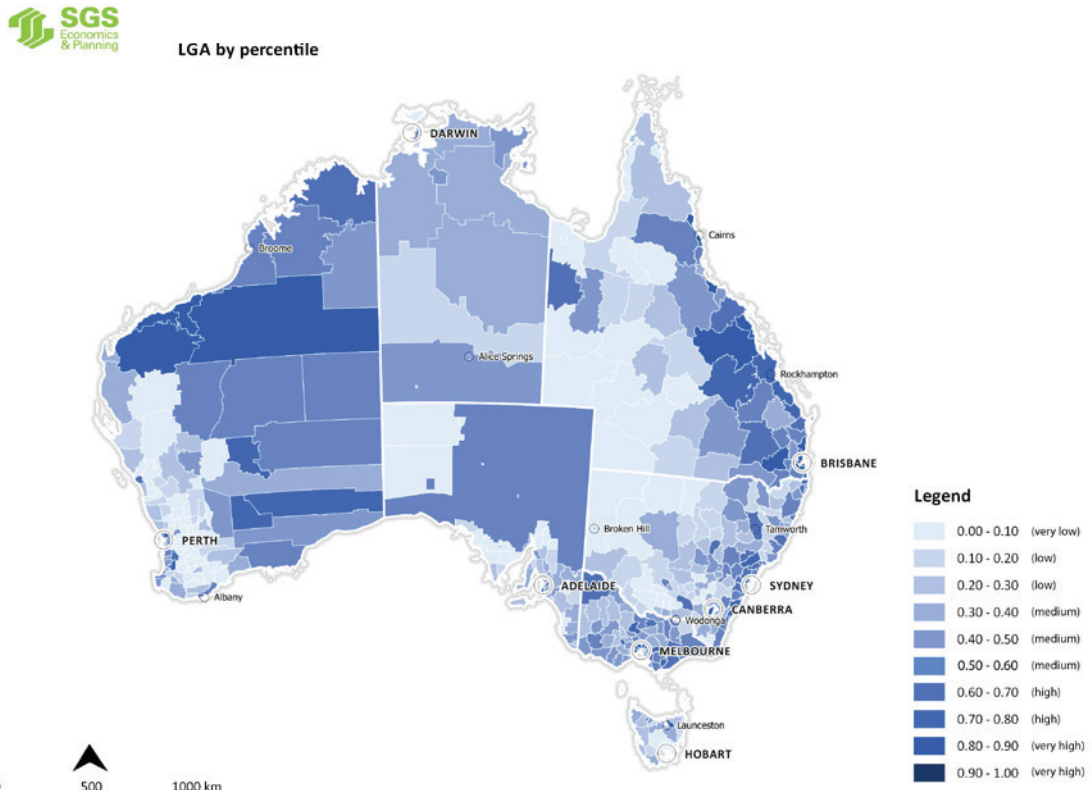 SGS
Economics
& Planning
LGA by percentile
DARWIN
Cairns
Broome
Alice Springs
Rockhampton
BRISBANE
Legend
0.00 - 0.10 (very low)
0.10 - 0.20 (low)
0.20 - 0.30 (low)
0.30 - 0.40 (medium)
0.40 - 0.50 (medium)
0.50 - 0.60 (medium)
0.60 - 0.70 (high)
0.70 - 0.80 (high)
0.80 - 0.90 (very high)
0.90 - 1.00 (very high)
Broken Hill
Tamworth
PERTH
ADELAIDE
SYDNEY
Albany
CANBERRA
Wodonga
MELBOURNE
Launceston
HOBART
500
1000 km